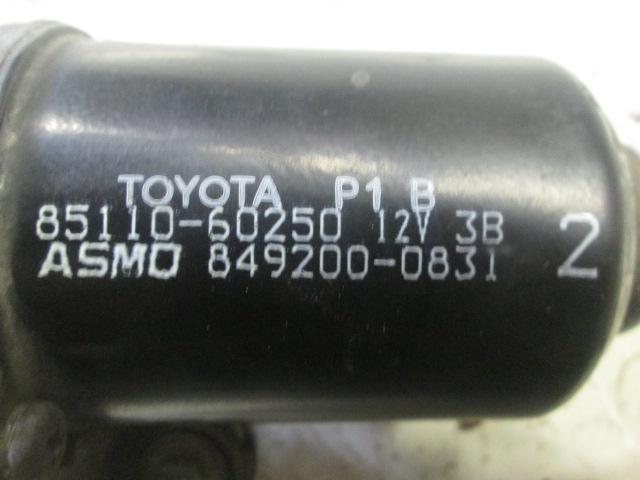 TOYOTA P1 B
85110-60250 12V 3B
ASMO 849200-0831
2